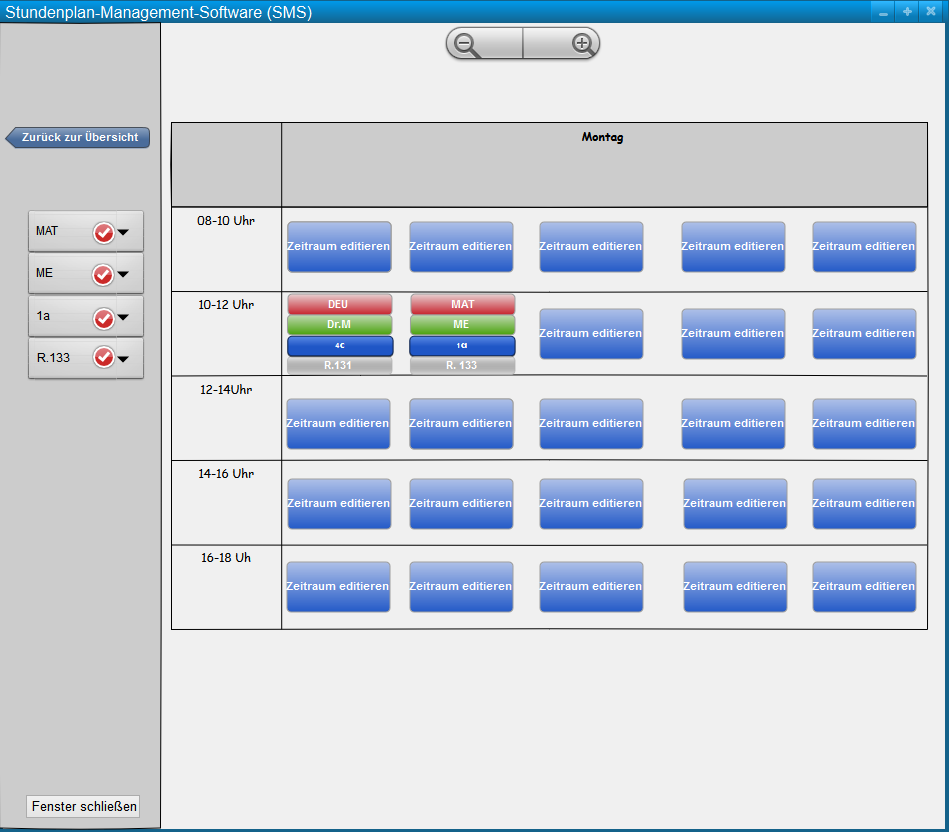 Stundenplan-Management-Software (SMS)
Zurück zur Übersicht
MAT
ME
1a
R.133
Fenster schließen
Montag
08-10 Uhr
Zeitraum editieren Zeitraum editieren Zeitraum editieren Zeitraum editieren Zeitraum editieren
10-12 Uhr
DEU MAT
Dr.M ME
4C 1a
R.131 R. 133
Zeitraum editieren Zeitraum editieren Zeitraum editieren
12-14Uhr
Zeitraum editieren Zeitraum editieren Zeitraum editieren Zeitraum editieren Zeitraum editieren
14-16 Uhr
Zeitraum editieren Zeitraum editieren Zeitraum editieren Zeitraum editieren Zeitraum editieren
16-18 Uh
Zeitraum editieren Zeitraum editieren Zeitraum editieren Zeitraum editieren Zeitraum editieren